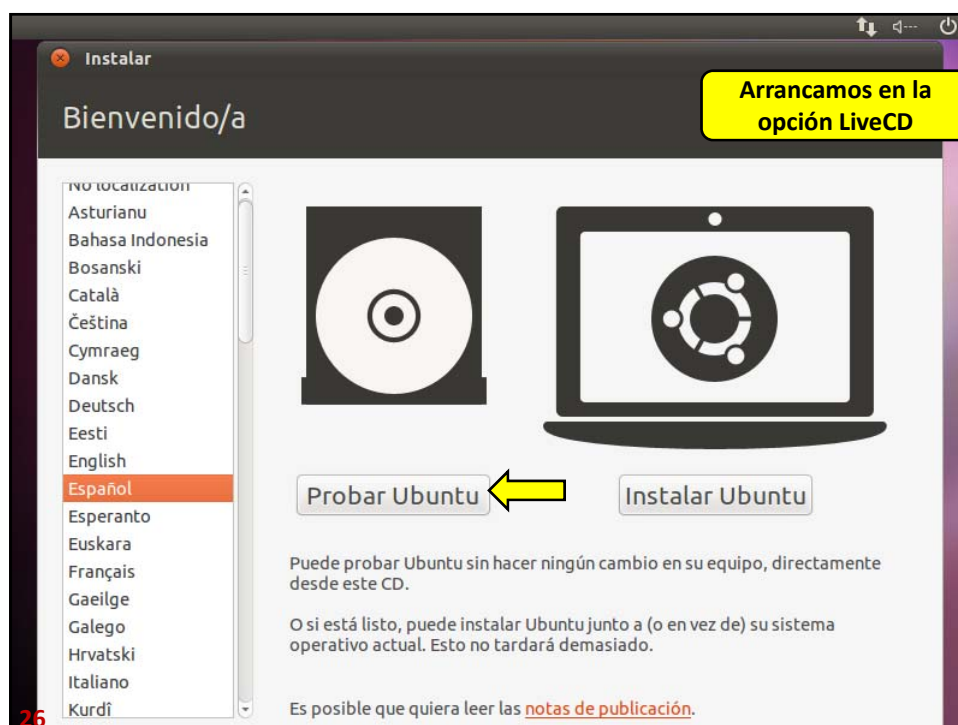 Instalar
Bienvenido/a
Arrancamos en la
opción LiveCD
No localization
Asturianu
Bahasa Indonesia
Bosanski
Català
Čeština
Cymraeg
Dansk
Deutsch
Eesti
English
Español
Esperanto
Euskara
Français
Gaeilge
Galego
Hrvatski
Italiano
Kurdî
Probar Ubuntu
Instalar Ubuntu
Puede probar Ubuntu sin hacer ningún cambio en su equipo, directamente
desde este CD.
O si está listo, puede instalar Ubuntu junto a (o en vez de) su sistema
operativo actual. Esto no tardará demasiado.
Es posible que quiera leer las notas de publicación.
26